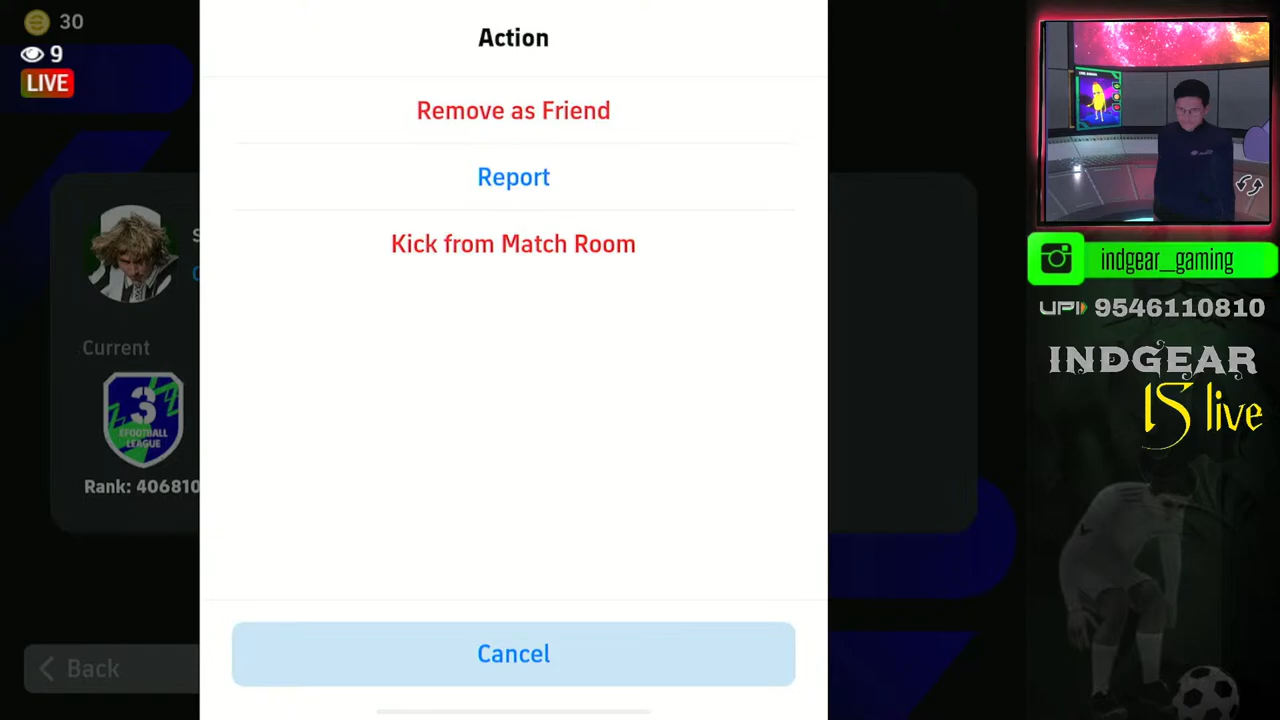 30
9
LIVE
Action
Remove as Friend
Report
Kick from Match Room
S
Current
3
EFOOTBALL
LEAGUE
Rank: 406810
Cancel
Back
indgear_gaming
UPI 9546110810
INDGEAR
IS live